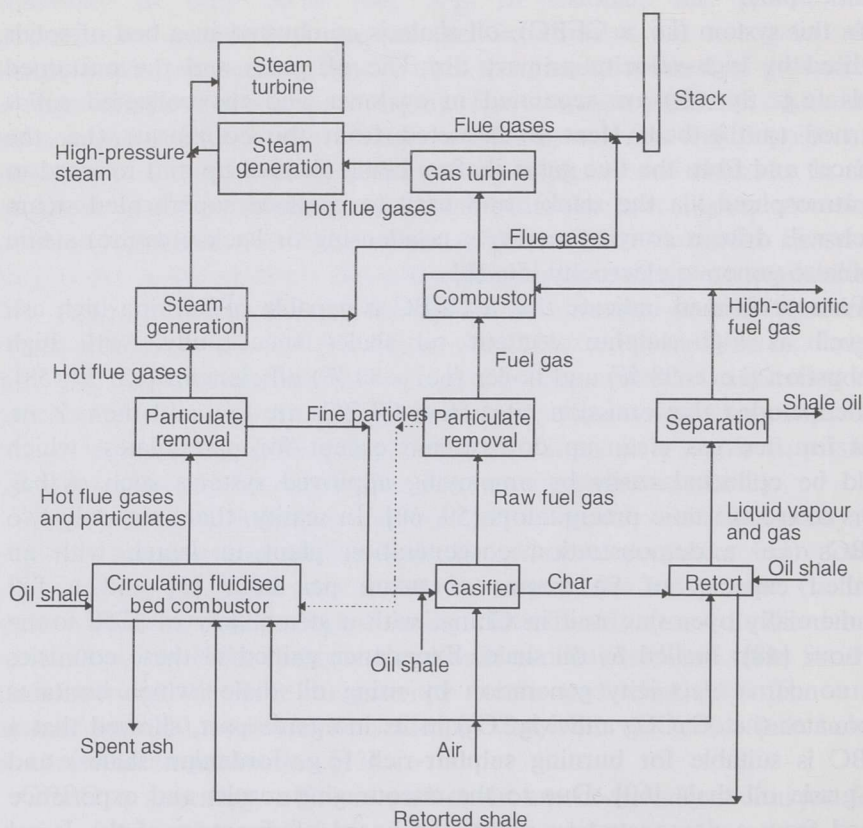 Steam
turbine
Stack
Flue gases
High-pressure
steam
Steam
generation
Gas turbine
Hot flue gases
Flue gases
Steam
generation
Combustor
High-calorific
fuel gas
Hot flue gases
Fuel gas
Shale oil
Particulate
removal
Fine particles
Particulate
removal
Separation
Hot flue gases
and particulates
Raw fuel gas
Liquid vapour
and gas
Oil shale
Circulating fluidised
bed combustor
Gasifier
Char
Retort
Oil shale
Oil shale
Spent ash
Air
Retorted shale